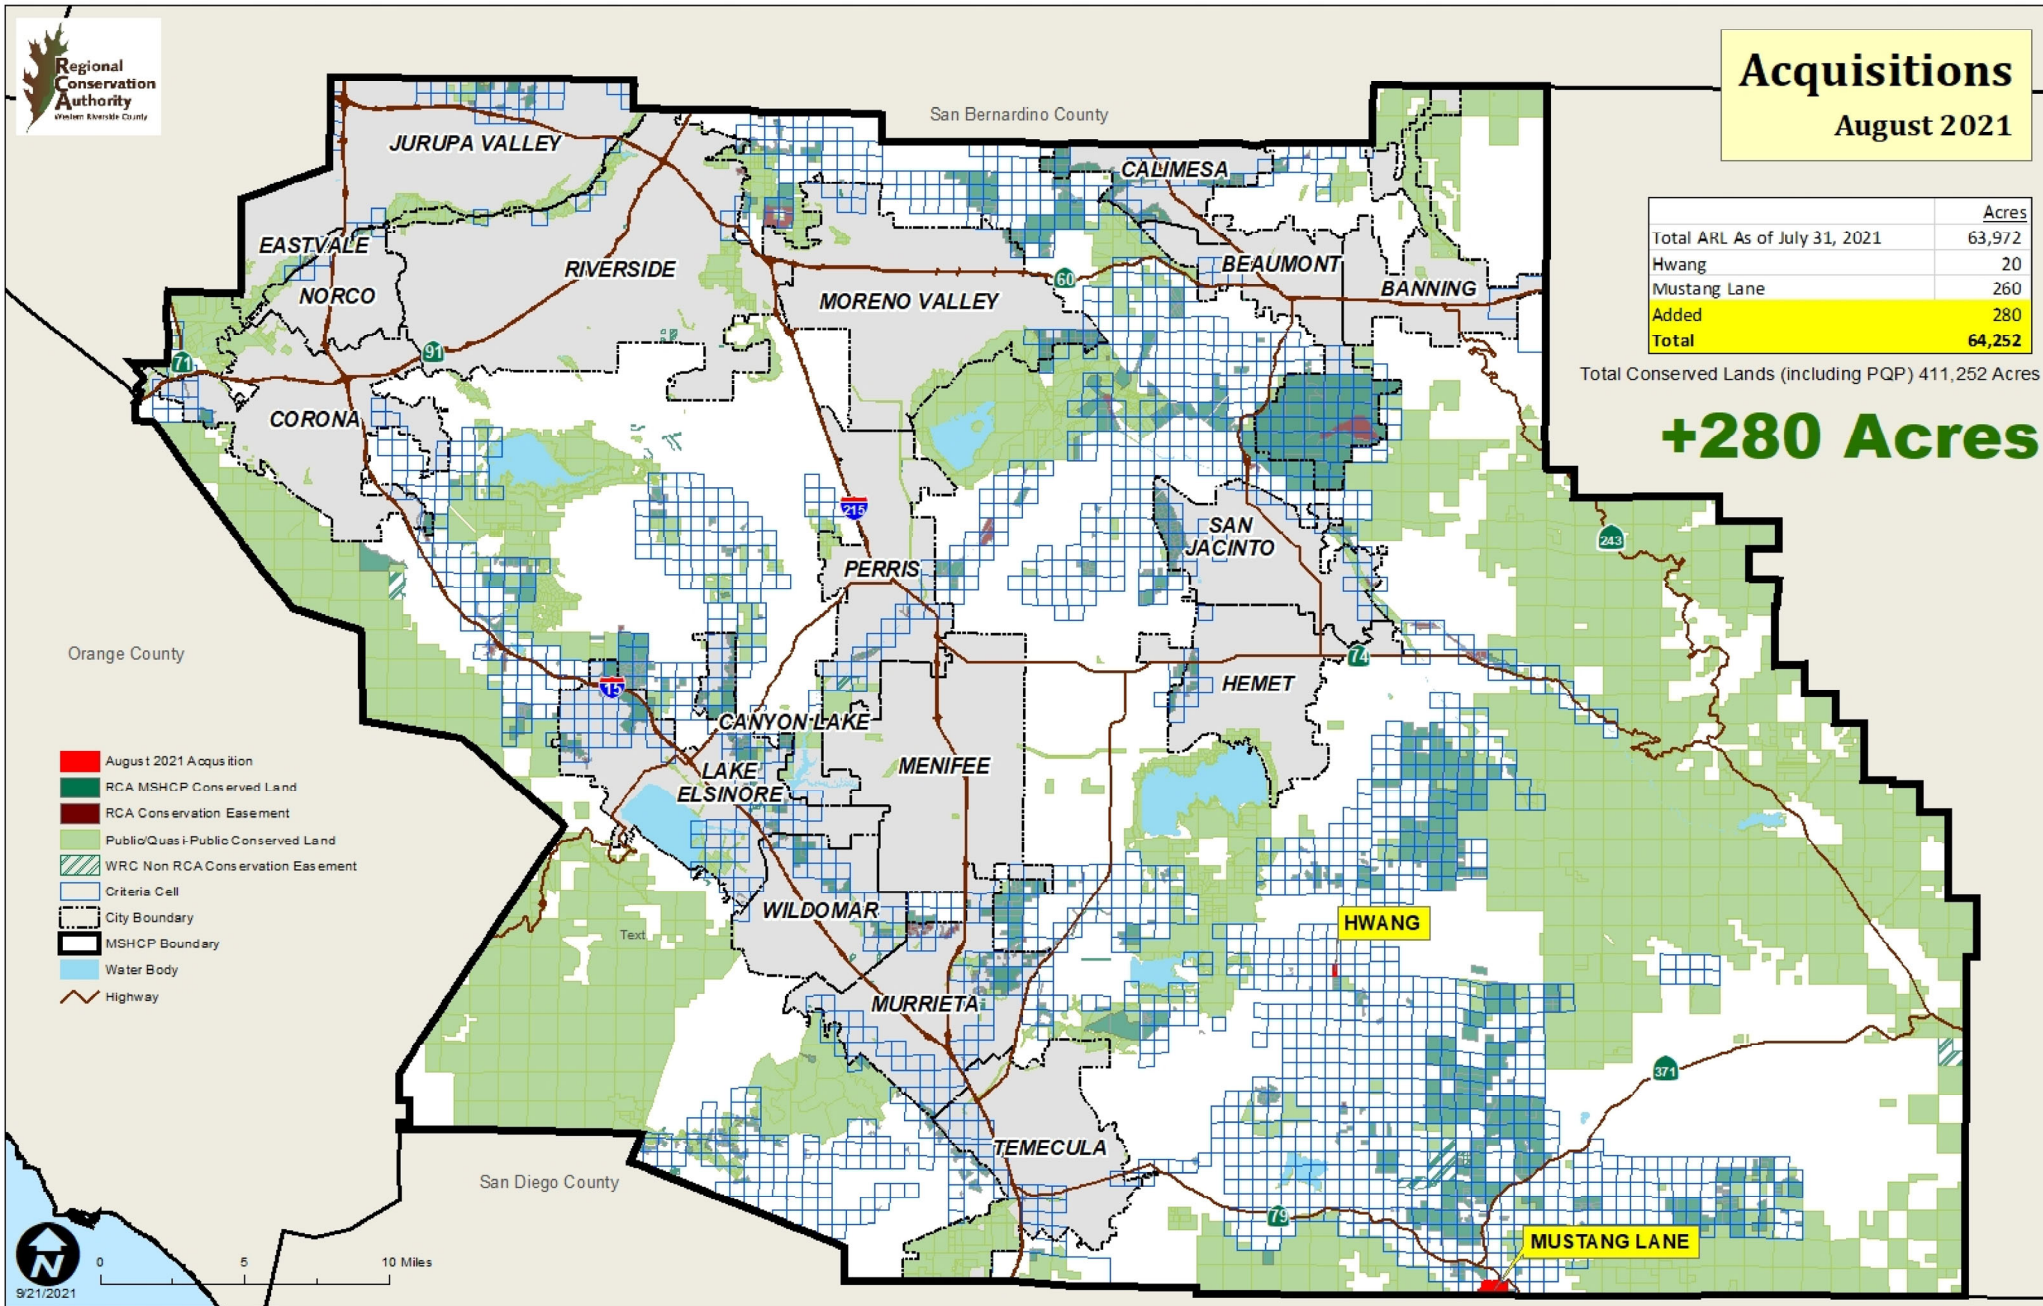 Regional
Conservation
Authority
Western Riverside County
Acquisitions
August 2021
San Bernardino County
Acres
Total ARL As of July 31, 2021 63,972
Hwang 20
Mustang Lane 260
Added 280
Total 64,252
Total Conserved Lands (including PQP) 411,252 Acres
+280 Acres
JURUPA VALLEY
CALIMESA
EASTVALE
RIVERSIDE
NORCO
MORENO VALLEY
60
BEAUMONT
BANNING
71
91
CORONA
215
SAN
JACINTO
243
PERRIS
Orange County
74
15
HEMET
CANYON LAKE
LAKE
ELSINORE
MENIFEE
August 2021 Acqusition
RCA MSHCP Conserved Land
RCA Conservation Easement
Public/Quasi-Public Conserved Land
WRC Non RCA Conservation Easement
Criteria Cell
City Boundary
MSHCP Boundary
Water Body
Highway
Text
WILDOMAR
HWANG
MURRIETA
371
TEMECULA
San Diego County
79
MUSTANG LANE
N
9/21/2021
0 5 10 Miles